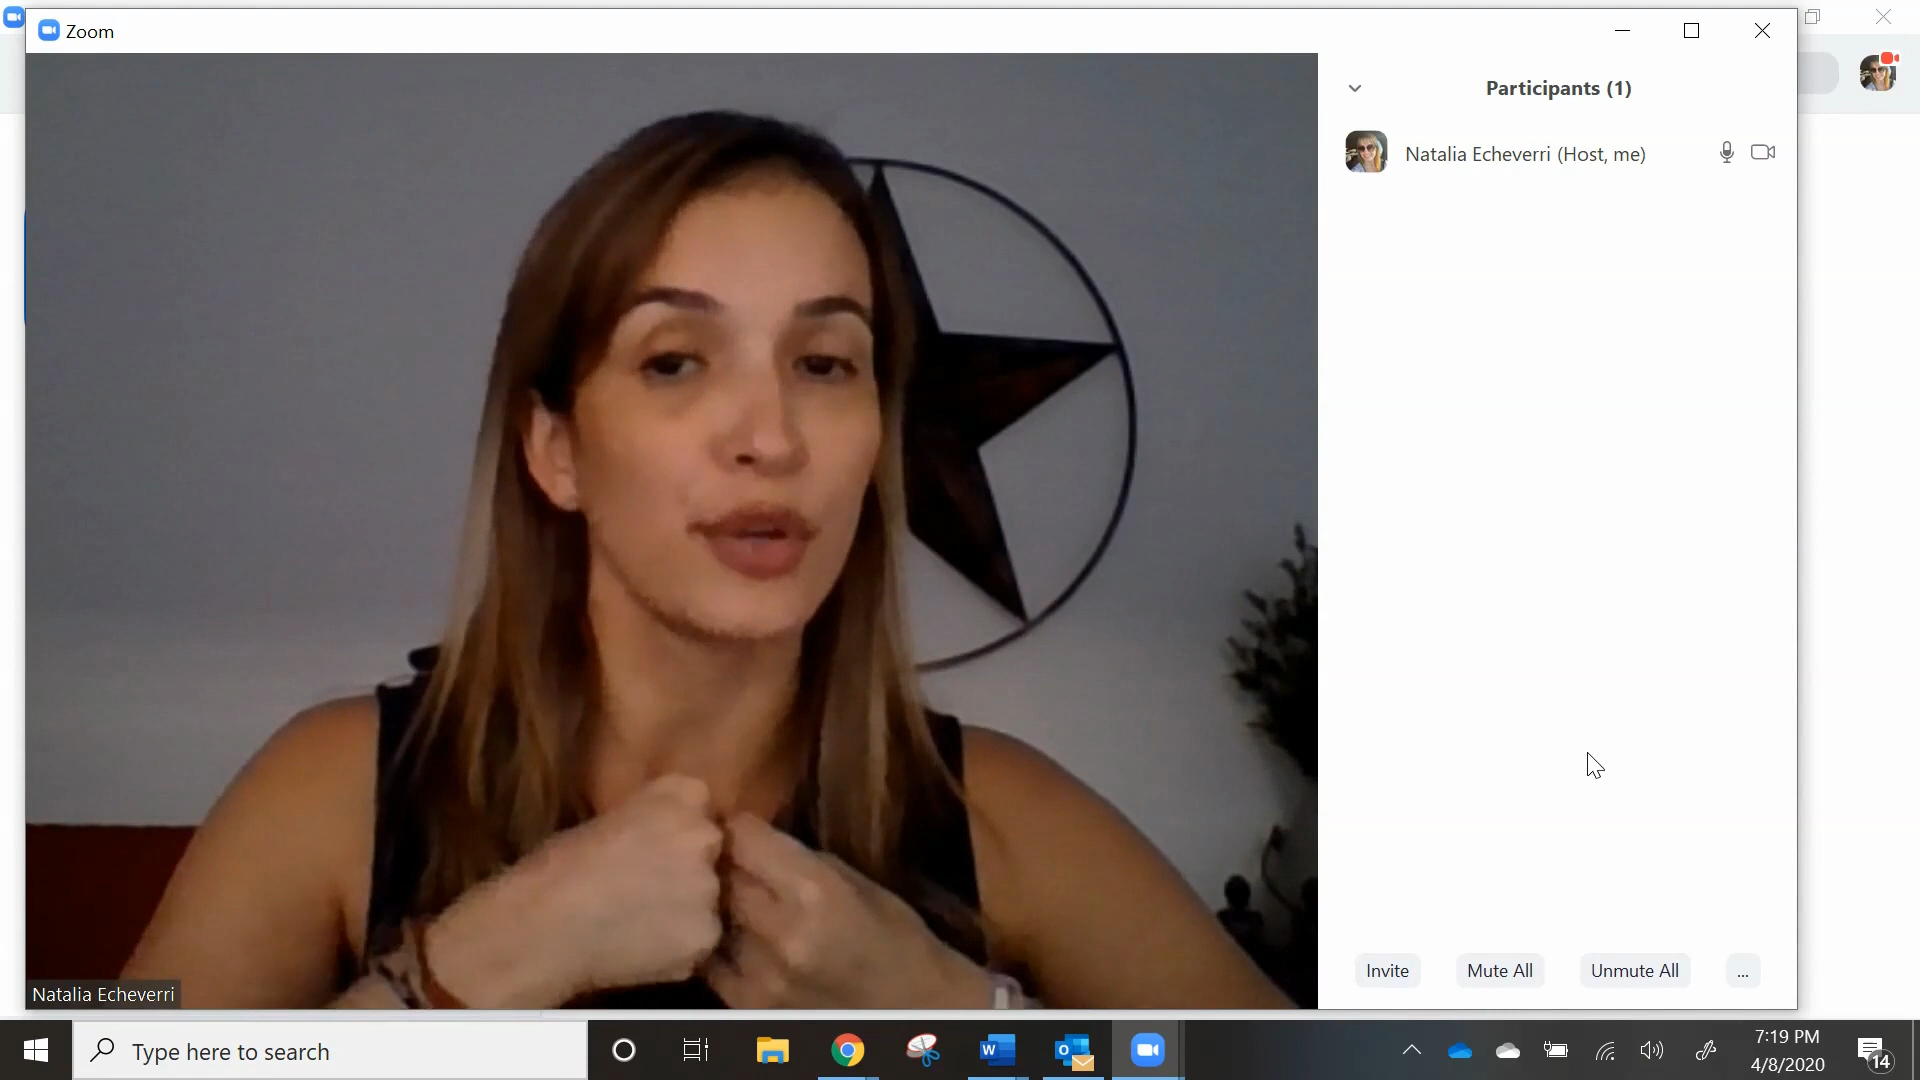 Zoom
Participants (1)
Natalia Echeverri (Host, me)
Natalia Echeverri
Invite
Mute All
Unmute All
...
Type here to search
W
O
7:19 PM
4/8/2020
14